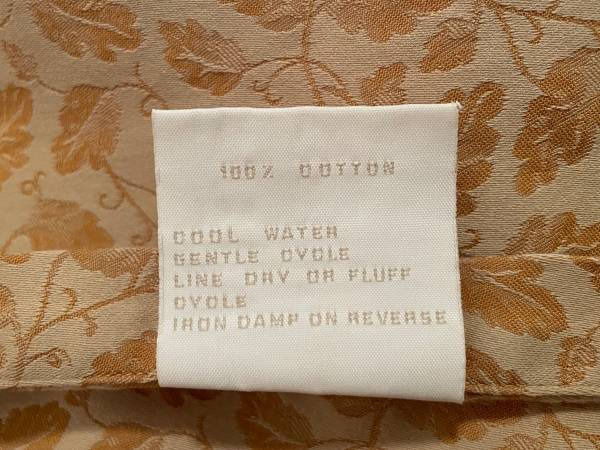 100% COTTON
COOL WATER
GENTLE CYCLE
LINE DRY OR FLUFF
CYCLE
IRON DAMP ON REVERSE